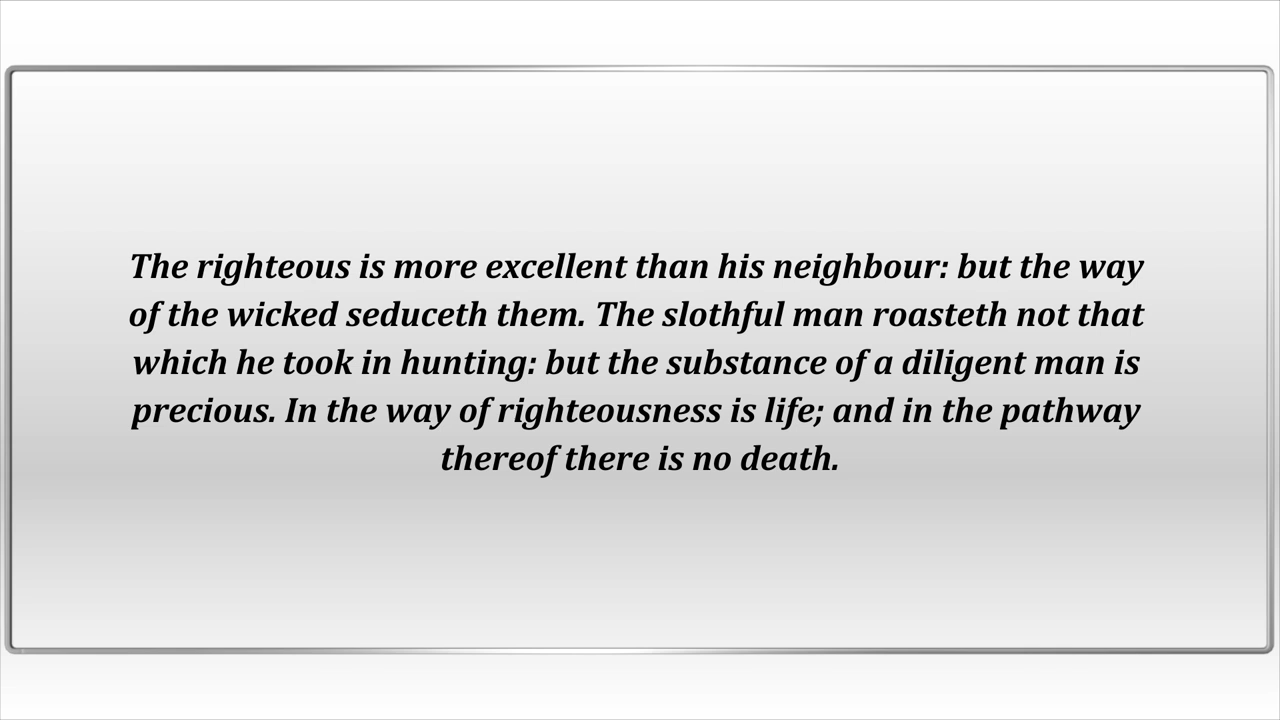 The righteous is more excellent than his neighbour: but the way
of the wicked seduceth them. The slothful man roasteth not that
which he took in hunting: but the substance of a diligent man is
precious. In the way of righteousness is life; and in the pathway
thereof there is no death.